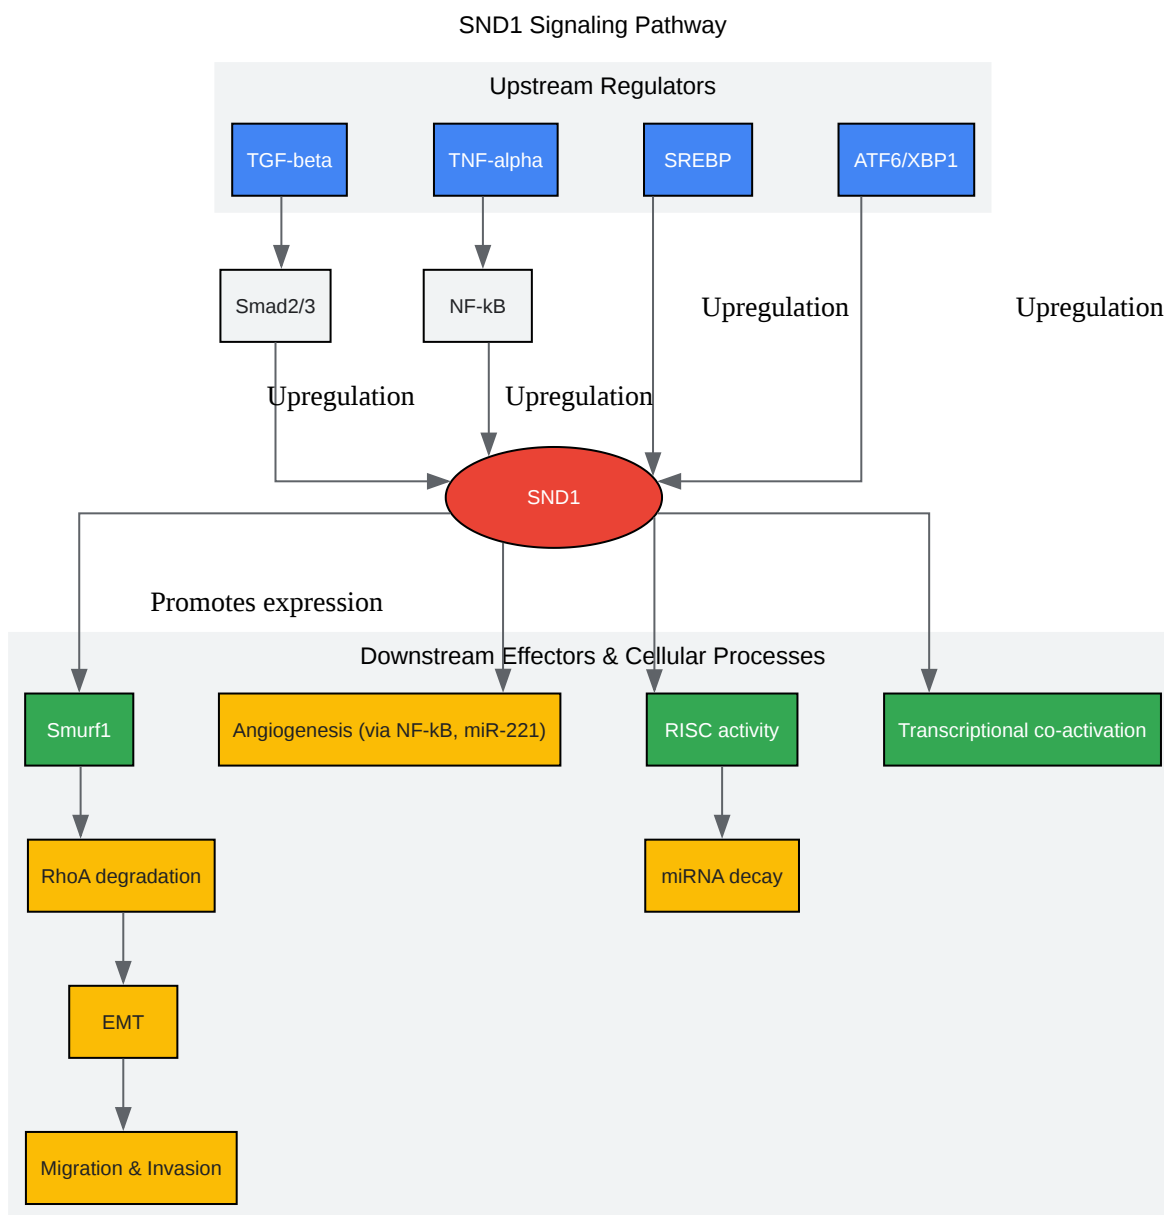 SND1 Signaling Pathway
Upstream Regulators
TGF-beta
TNF-alpha
SREBP
ATF6/XBP1
Smad2/3
NF-kB
Upregulation
Upregulation
Upregulation
Upregulation
SND1
Promotes expression
Downstream Effectors & Cellular Processes
Smurf1
Angiogenesis (via NF-kB, miR-221)
RISC activity
Transcriptional co-activation
RhoA degradation
miRNA decay
EMT
Migration & Invasion